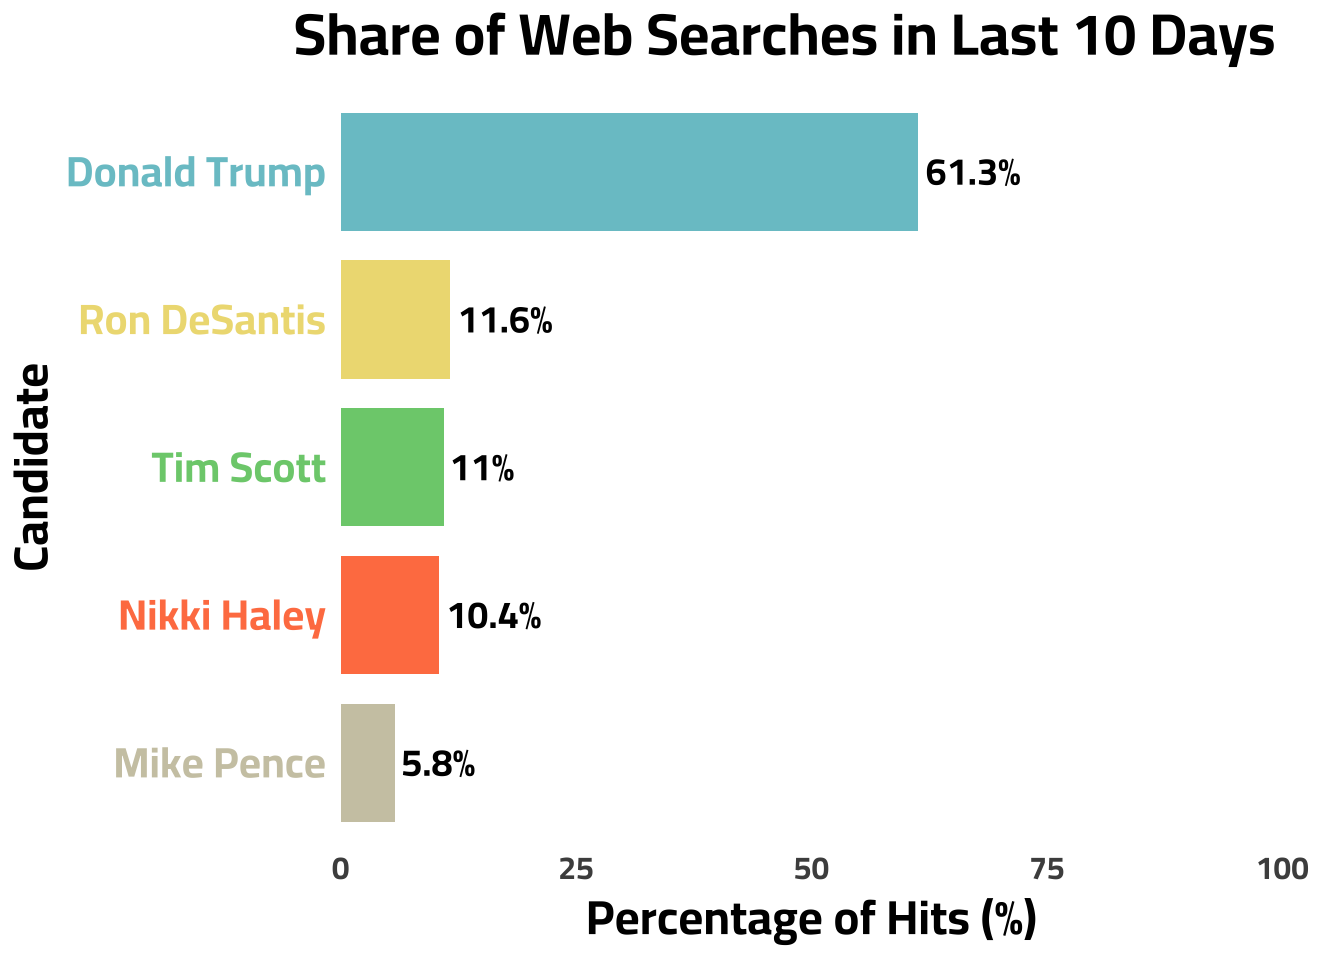 Share of Web Searches in Last 10 Days
Donald Trump
61.3%
Ron DeSantis
11.6%
Tim Scott
11%
Nikki Haley
10.4%
Mike Pence
5.8%
Candidate
0 25 50 75 100
Percentage of Hits (%)